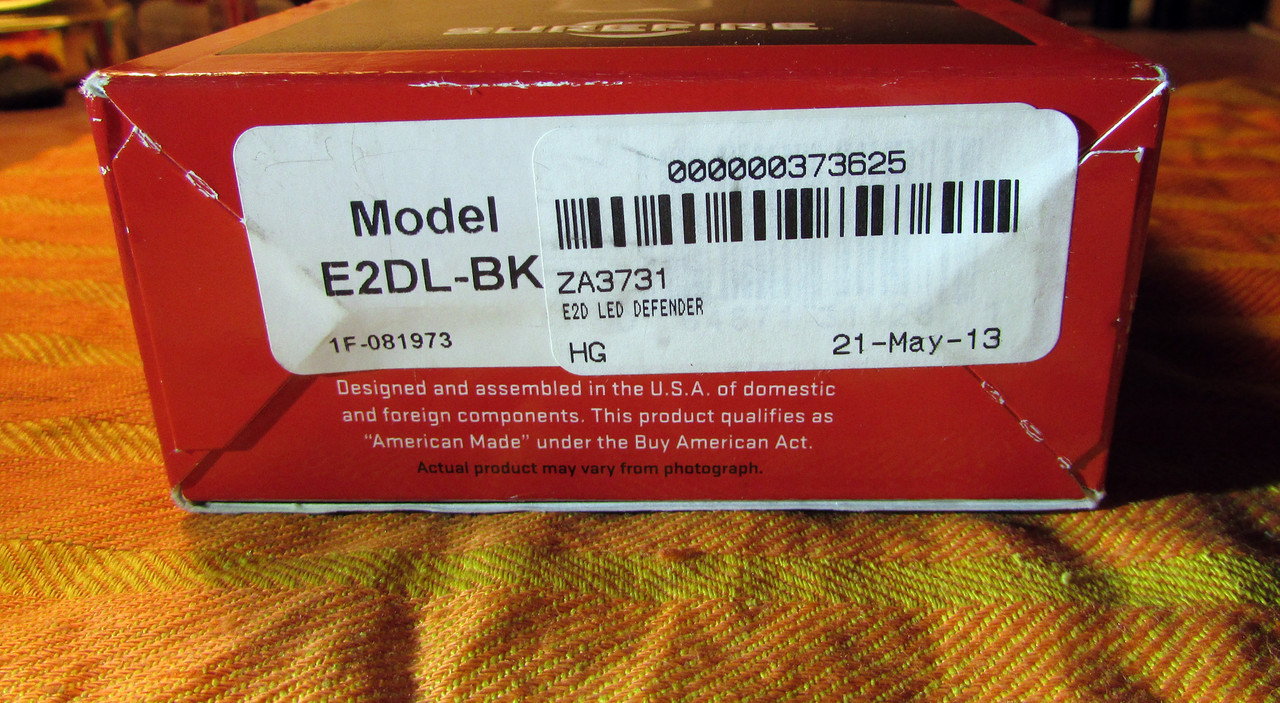 SUREFIRE
Model
E2DL-BK
1F-081973
000000373625
ZA3731
E2D LED DEFENDER
HG
21-May-13
Designed and assembled in the U.S.A. of domestic
and foreign components. This product qualifies as
“American Made” under the Buy American Act.
Actual product may vary from photograph.